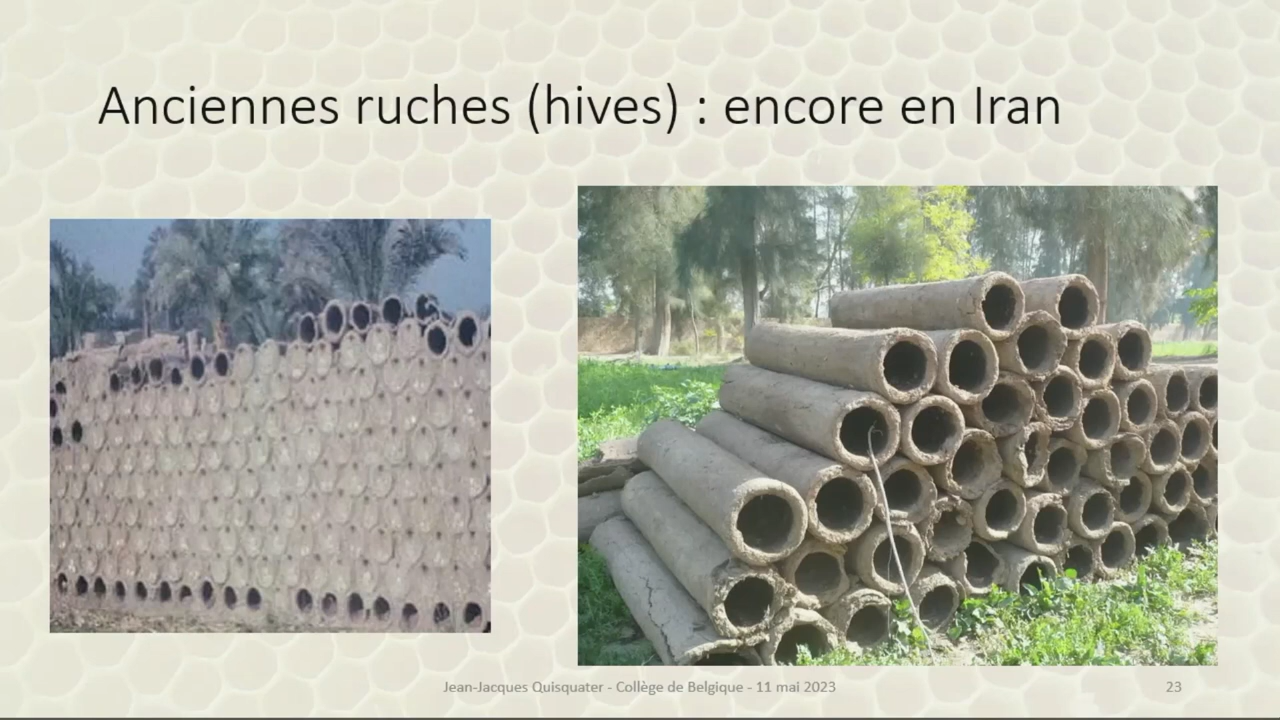 Anciennes ruches (hives) : encore en Iran
Jean-Jacques Quisquater - Collège de Belgique - 11 mai 2023
23